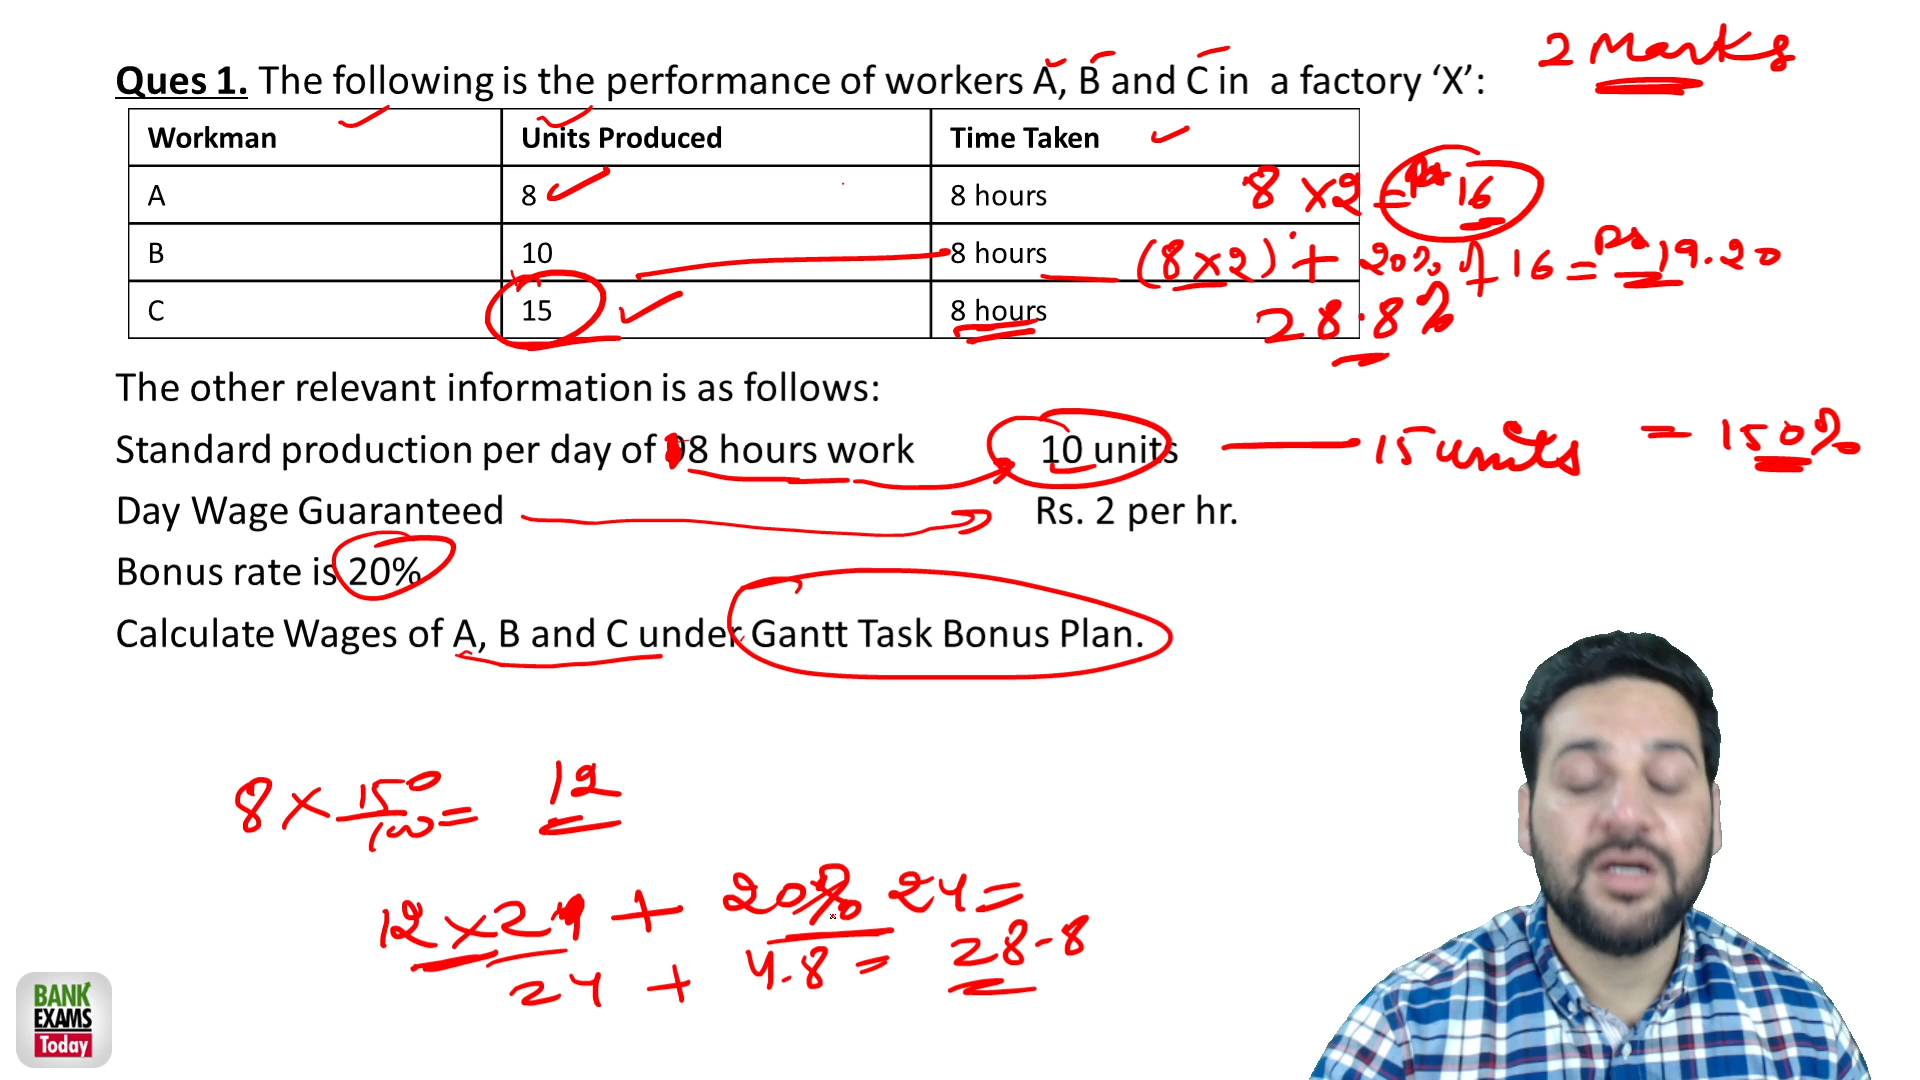 2 Marks
Ques 1. The following is the performance of workers A, B and C in a factory ‘X’:
Workman Units Produced Time Taken
A 8 8 hours 8 × 2 = Rs 16
B 10 8 hours (8×2) + 20% of 16 = Rs 19.20
C 15 8 hours 28.8%
The other relevant information is as follows:
Standard production per day of 08 hours work 10 units 15 units = 150%
Day Wage Guaranteed Rs. 2 per hr.
Bonus rate is 20%
Calculate Wages of A, B and C under Gantt Task Bonus Plan.
8 × 150/100 = 12
12 × 24 + 20% 24 =
24 + 4.8 = 28.8
BANK
EXAMS
Today